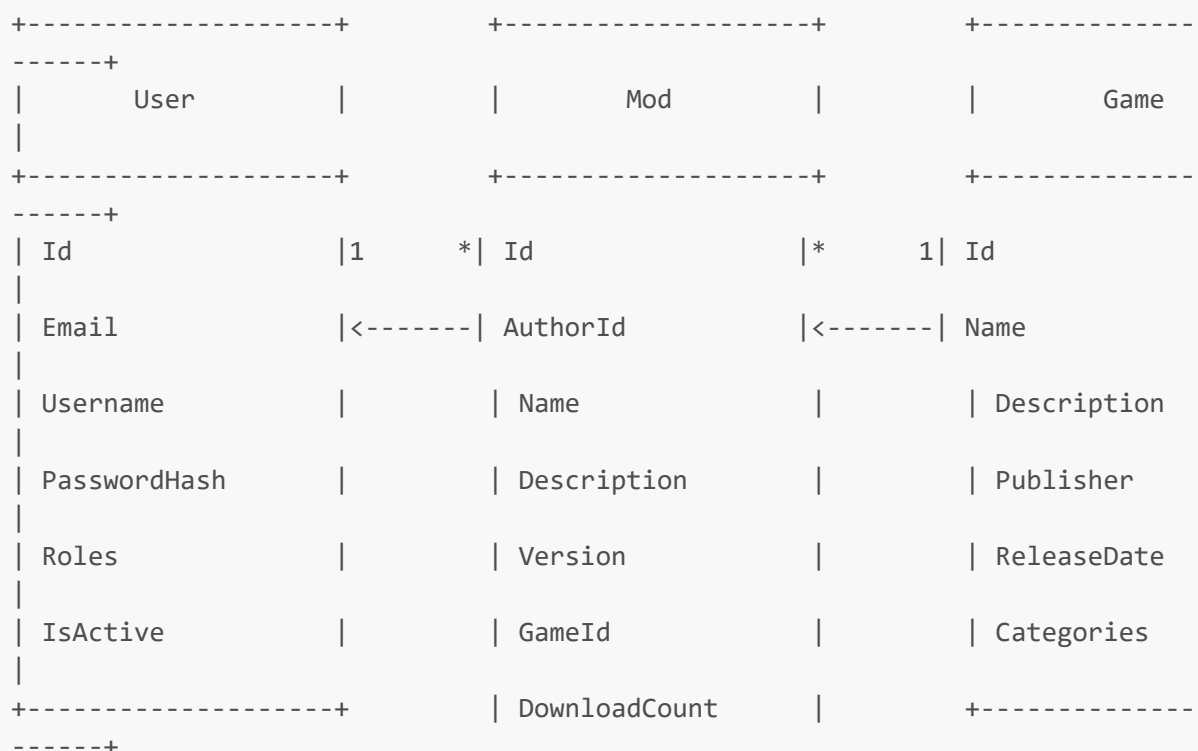 +--------------------+         +--------------------+         +--------------
------+
|       User         |         |        Mod         |         |        Game
|
+--------------------+         +--------------------+         +--------------
------+
| Id                 |1      *| Id                 |*      1| Id
|
| Email              |<-------| AuthorId           |<-------| Name
|
| Username           |         | Name               |         | Description
|
| PasswordHash       |         | Description        |         | Publisher
|
| Roles              |         | Version            |         | ReleaseDate
|
| IsActive           |         | GameId             |         | Categories
|
+--------------------+         | DownloadCount      |         +--------------
------+